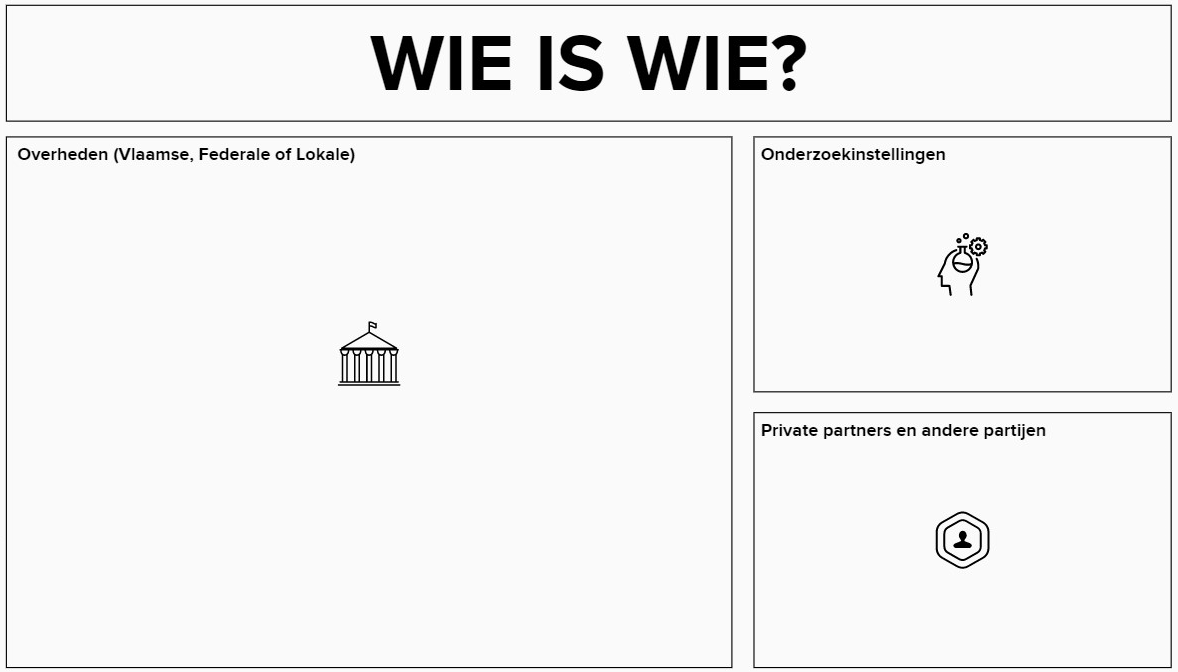 WIE IS WIE?
Overheden (Vlaamse, Federale of Lokale)
Onderzoekinstellingen
Private partners en andere partijen